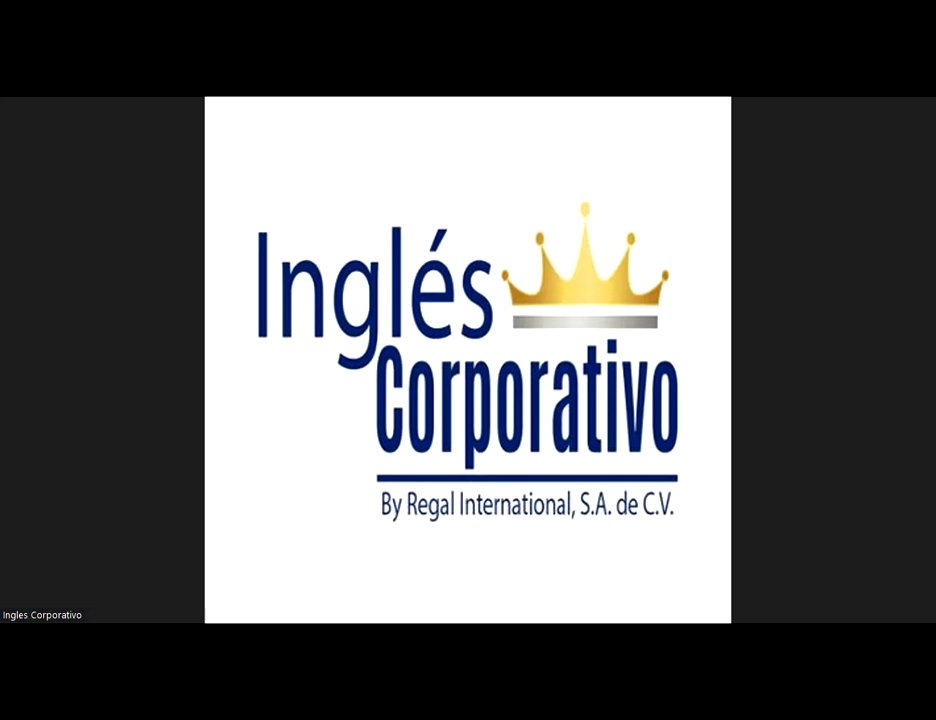 Inglés
Corporativo
By Regal International, S.A. de C.V.
Ingles Corporativo